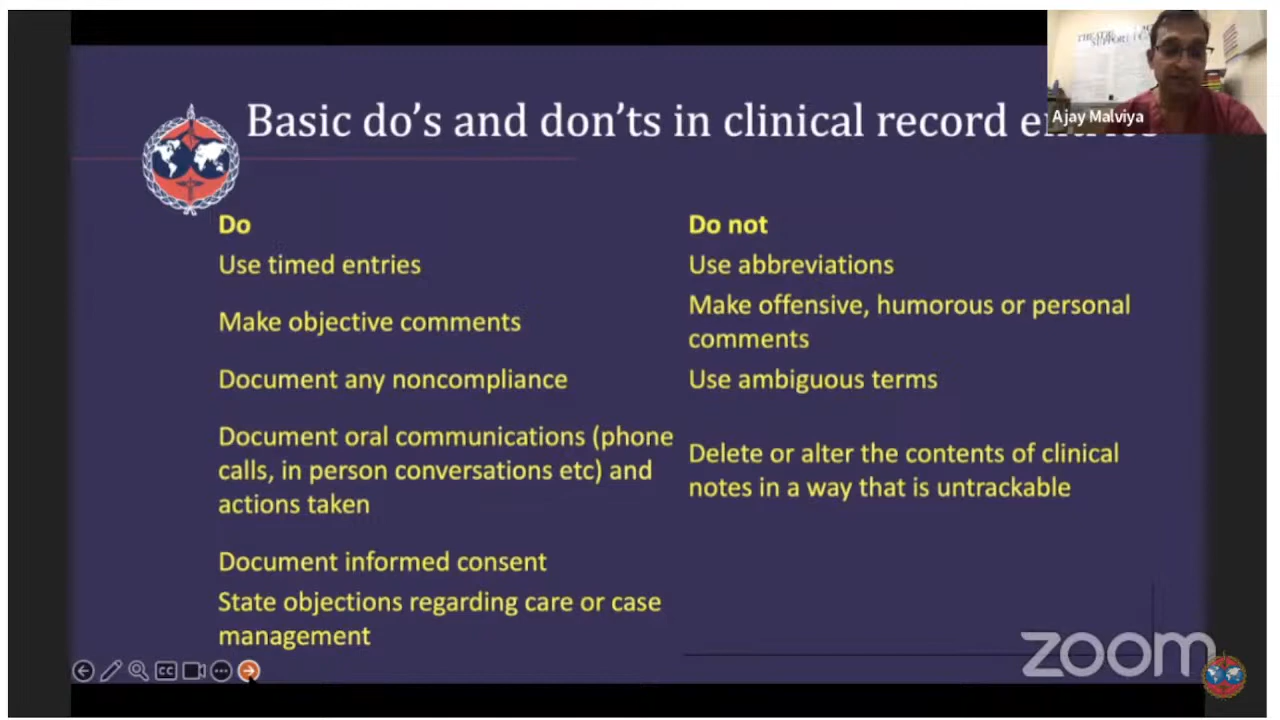 THEATRE
SUPPORT
Ajay Malviya
Basic do's and don'ts in clinical record
Do
Use timed entries
Make objective comments
Document any noncompliance
Document oral communications (phone
calls, in person conversations etc) and
actions taken
Document informed consent
State objections regarding care or case
management
Do not
Use abbreviations
Make offensive, humorous or personal
comments
Use ambiguous terms
Delete or alter the contents of clinical
notes in a way that is untrackable
CC
zoom